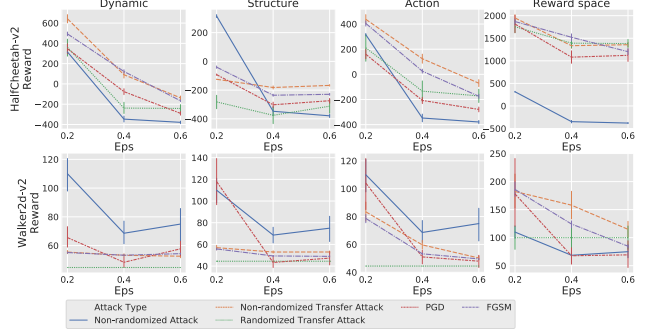 Dynamic
Structure
Action
Reward space
HalfCheetah-v2
Reward
600
400
200
0
−200
−400
0.2 0.4 0.6
Eps
300
200
100
0
−100
−200
−300
−400
0.2 0.4 0.6
Eps
400
200
0
−200
−400
0.2 0.4 0.6
Eps
2000
1500
1000
500
0
−500
0.2 0.4 0.6
Eps
Walker2d-v2
Reward
120
100
80
60
0.2 0.4 0.6
Eps
140
120
100
80
60
40
0.2 0.4 0.6
Eps
120
100
80
60
40
0.2 0.4 0.6
Eps
250
200
150
100
50
0.2 0.4 0.6
Eps
Attack Type
Non-randomized Attack
Non-randomized Transfer Attack
Randomized Transfer Attack
PGD
FGSM